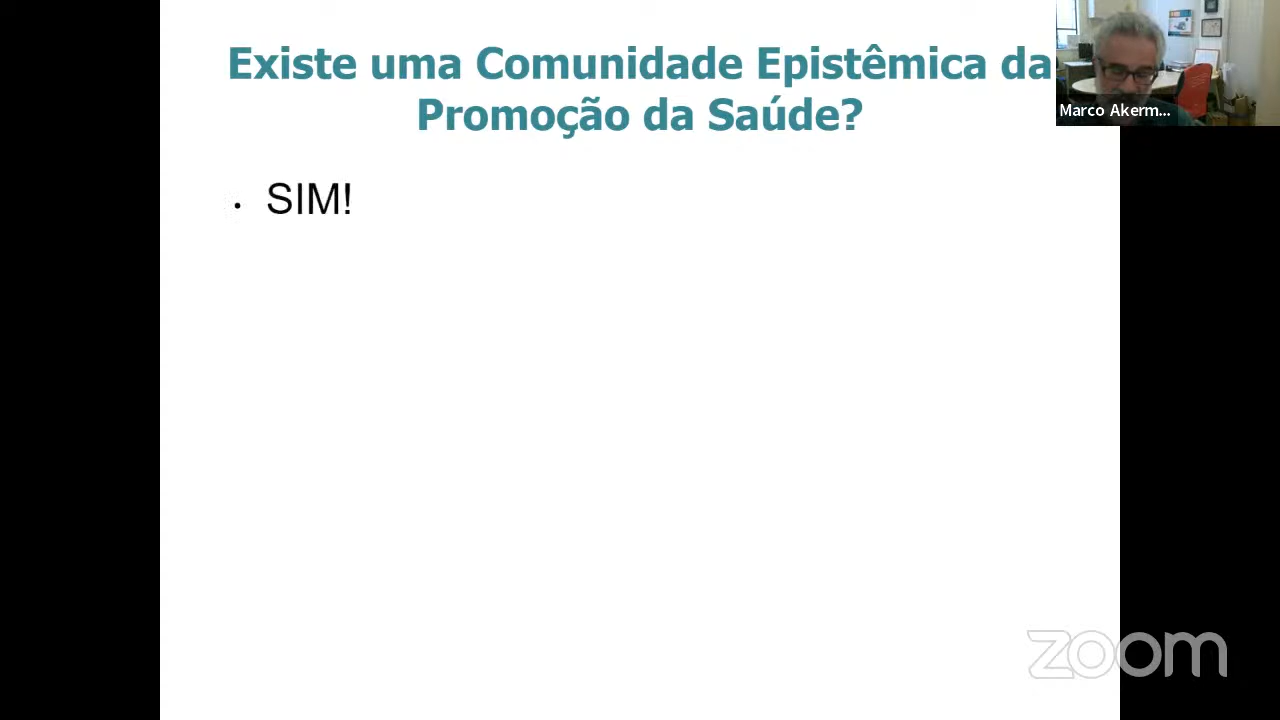 Existe uma Comunidade Epistêmica da
Promoção da Saúde?
Marco Akerm...
• SIM!
zoom